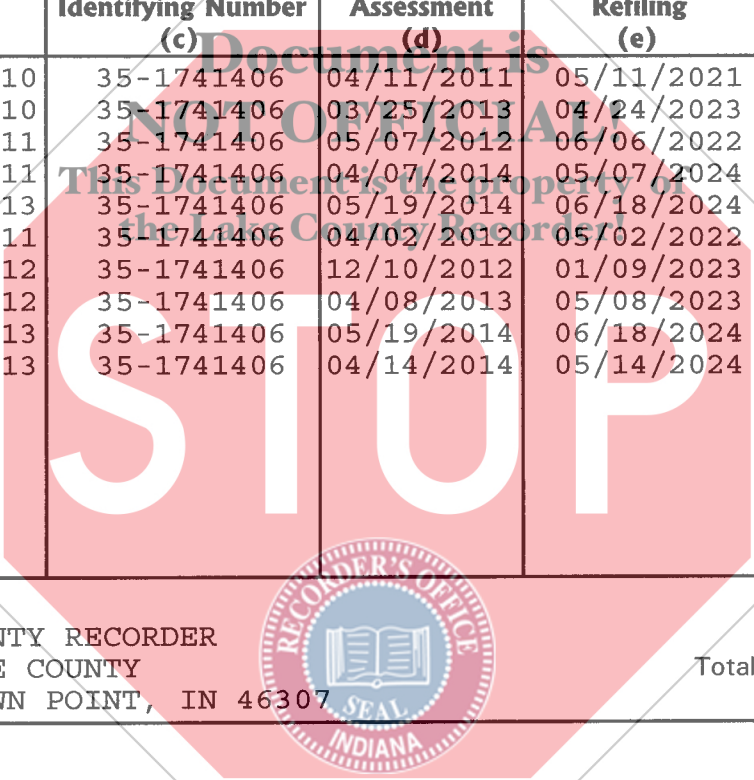 Identifying Number Assessment Refiling
(c) (d) (e)
Document is
10 35-1741406 04/11/2011 05/11/2021
10 35-1741406 03/25/2013 04/24/2023
NOT OFFICIAL
11 35-1741406 05/07/2012 06/06/2022
11 35-1741406 04/07/2014 05/07/2024
This Document is the property of
13 35-1741406 05/19/2014 06/18/2024
the Lake County Recorder!
11 35-1741406 04/02/2012 05/02/2022
12 35-1741406 12/10/2012 01/09/2023
12 35-1741406 04/08/2013 05/08/2023
13 35-1741406 05/19/2014 06/18/2024
13 35-1741406 04/14/2014 05/14/2024
STOP
RECORDER'S OFFICE
NTY RECORDER
E COUNTY Total
WN POINT, IN 46307
SEAL
INDIANA